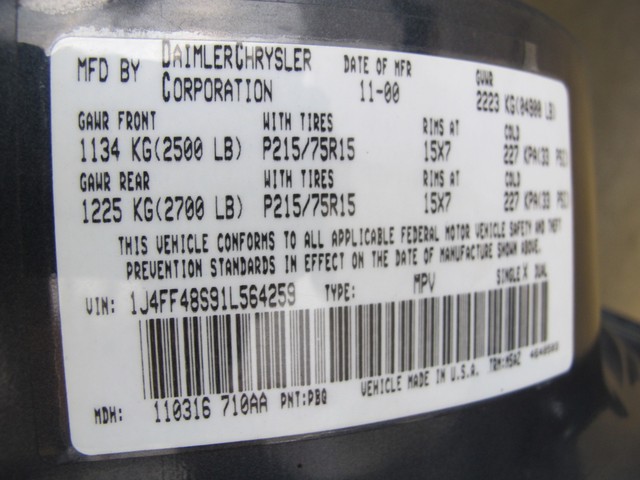 MFD BY DAIMLERCHRYSLER CORPORATION DATE OF MFR 11-00 GVWR 2223 KG(04900 LB)
GAWR FRONT WITH TIRES RIMS AT COLD
1134 KG(2500 LB) P215/75R15 15X7 227 KPA(33 PSI)
GAWR REAR WITH TIRES RIMS AT COLD
1225 KG(2700 LB) P215/75R15 15X7 227 KPA(33 PSI)
THIS VEHICLE CONFORMS TO ALL APPLICABLE FEDERAL MOTOR VEHICLE SAFETY AND THEFT
PREVENTION STANDARDS IN EFFECT ON THE DATE OF MANUFACTURE SHOWN ABOVE.
VIN: 1J4FF48S91L564259 TYPE: MPV SINGLE X DUAL
VEHICLE MADE IN U.S.A. TRM:MSAZ
MDH: 110316 710AA PNT:PBQ